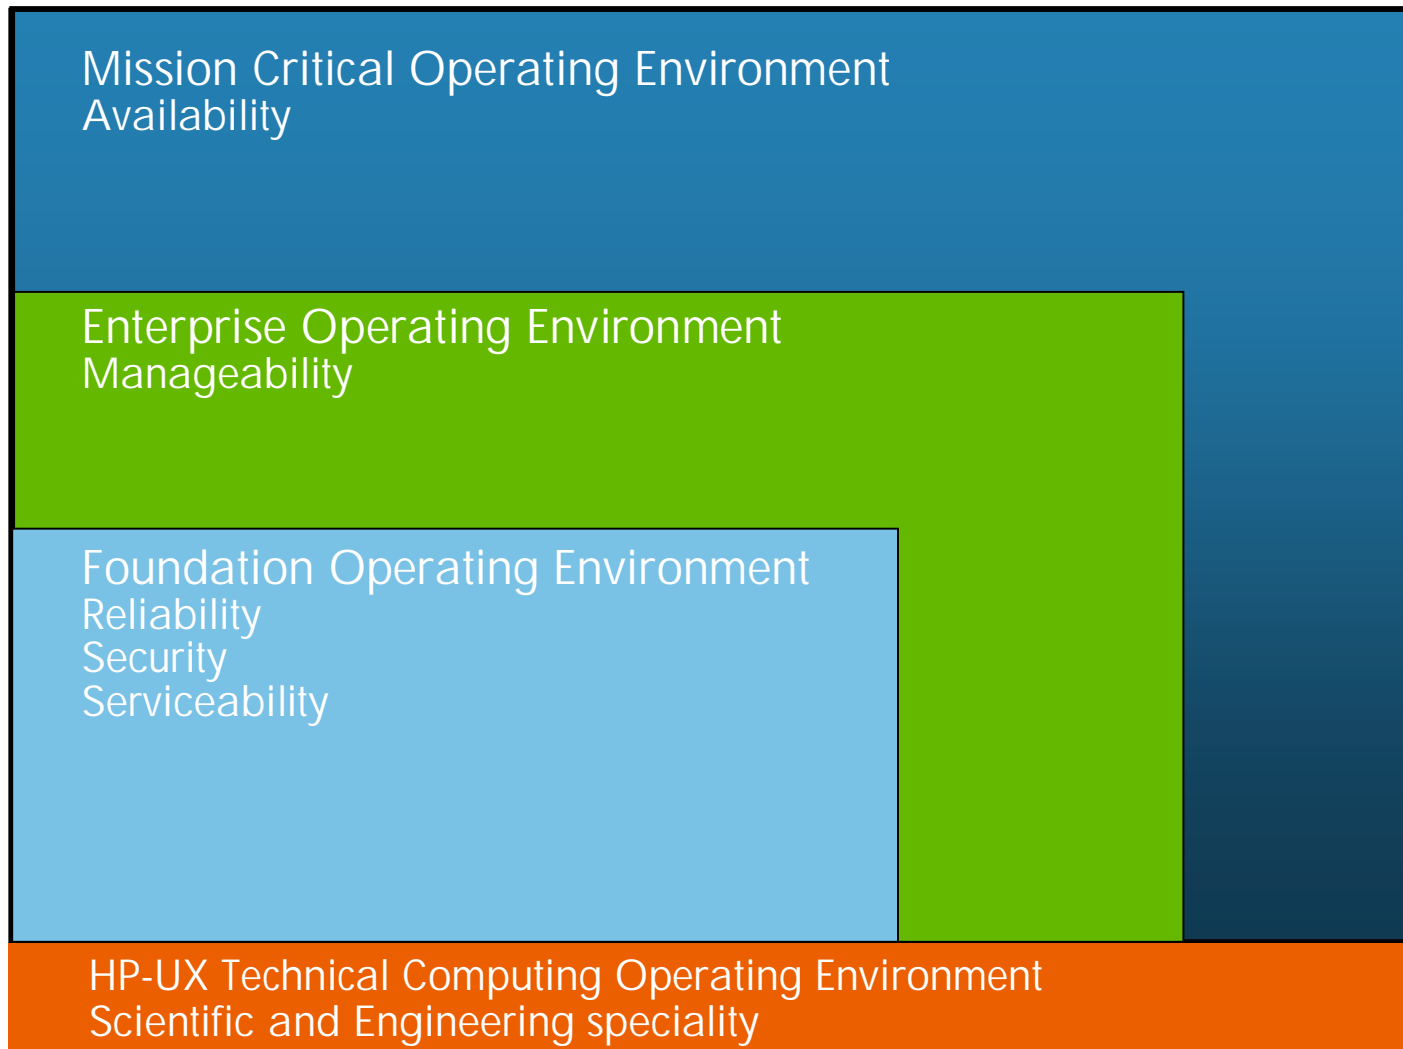 Mission Critical Operating Environment
Availability
Enterprise Operating Environment
Manageability
Foundation Operating Environment
Reliability
Security
Serviceability
HP-UX Technical Computing Operating Environment
Scientific and Engineering speciality